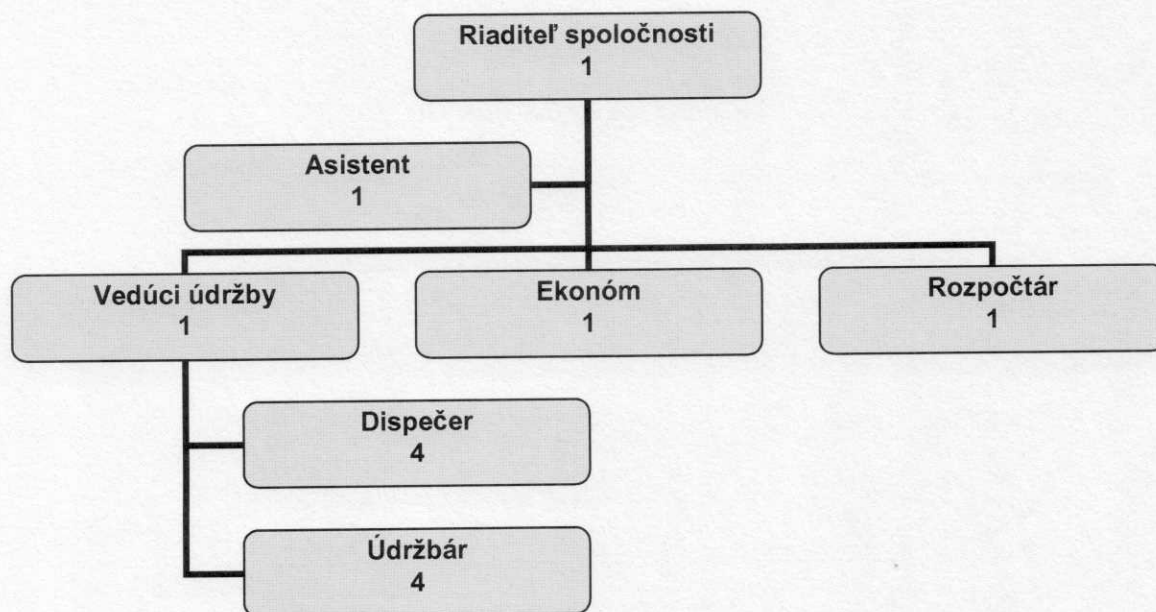 Riaditeľ spoločnosti
1
Asistent
1
Vedúci údržby
1
Ekonóm
1
Rozpočtár
1
Dispečer
4
Údržbár
4